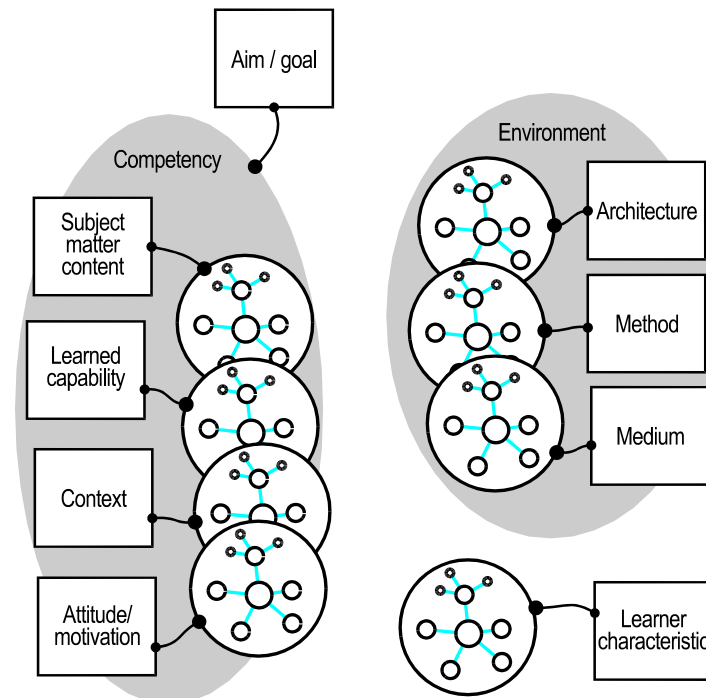 Aim / goal
Competency
Subject
matter
content
Learned
capability
Context
Attitude/
motivation
Environment
Architecture
Method
Medium
Learner
characteristic